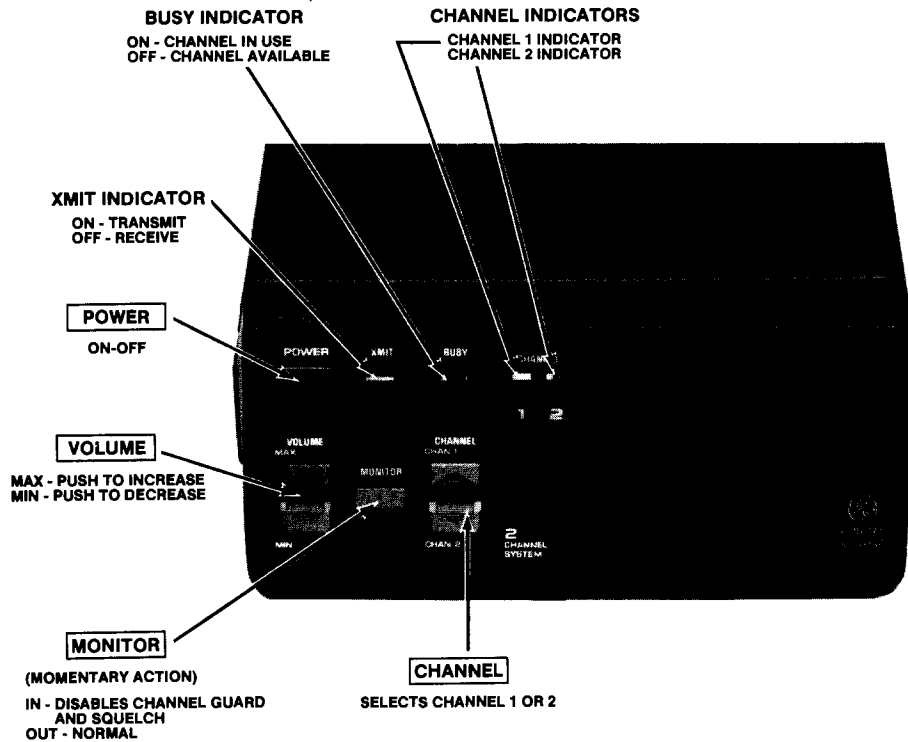 BUSY INDICATOR
ON - CHANNEL IN USE
OFF - CHANNEL AVAILABLE
CHANNEL INDICATORS
CHANNEL 1 INDICATOR
CHANNEL 2 INDICATOR
XMIT INDICATOR
ON - TRANSMIT
OFF - RECEIVE
POWER
ON-OFF
VOLUME
MAX - PUSH TO INCREASE
MIN - PUSH TO DECREASE
POWER
XMIT
BUSY
CHAN
1 2
VOLUME
MAX
MIN
MONITOR
CHANNEL
CHAN 1
CHAN 2
2
CHANNEL
SYSTEM
MONITOR
(MOMENTARY ACTION)
IN - DISABLES CHANNEL GUARD
AND SQUELCH
OUT - NORMAL
CHANNEL
SELECTS CHANNEL 1 OR 2